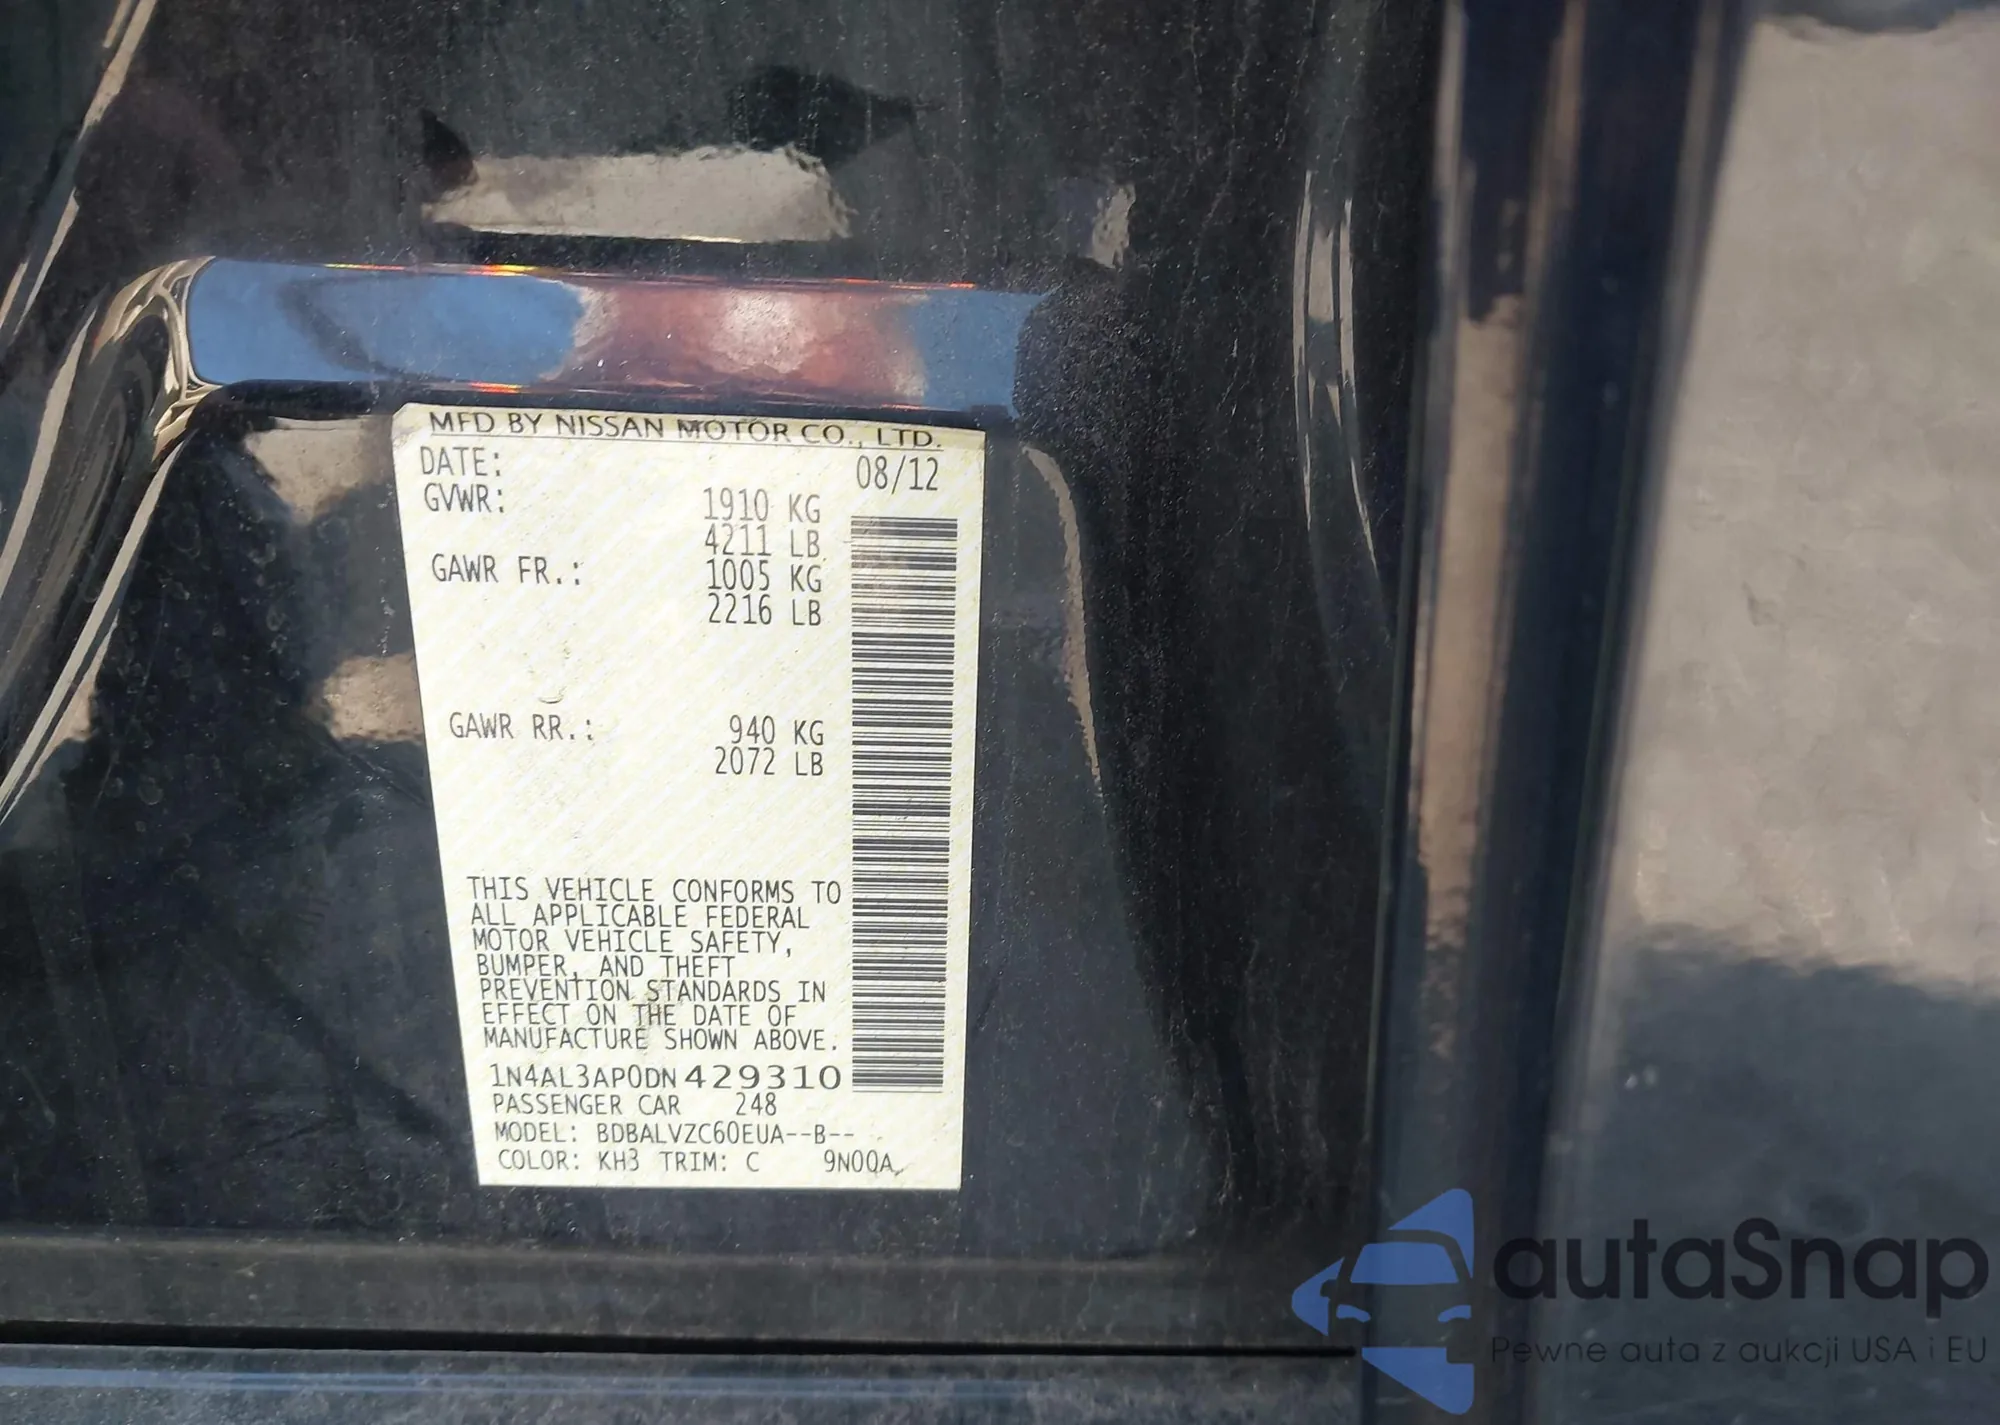 MFD BY NISSAN MOTOR CO., LTD.
DATE: 08/12
GVWR: 1910 KG
4211 LB
GAWR FR.: 1005 KG
2216 LB
GAWR RR.: 940 KG
2072 LB
THIS VEHICLE CONFORMS TO
ALL APPLICABLE FEDERAL
MOTOR VEHICLE SAFETY,
BUMPER, AND THEFT
PREVENTION STANDARDS IN
EFFECT ON THE DATE OF
MANUFACTURE SHOWN ABOVE.
1N4AL3AP0DN429310
PASSENGER CAR 248
MODEL: BDBALVZC60EUA--B--
COLOR: KH3 TRIM: C 9N00A
autaSnap
Pewne auta z aukcji USA i EU